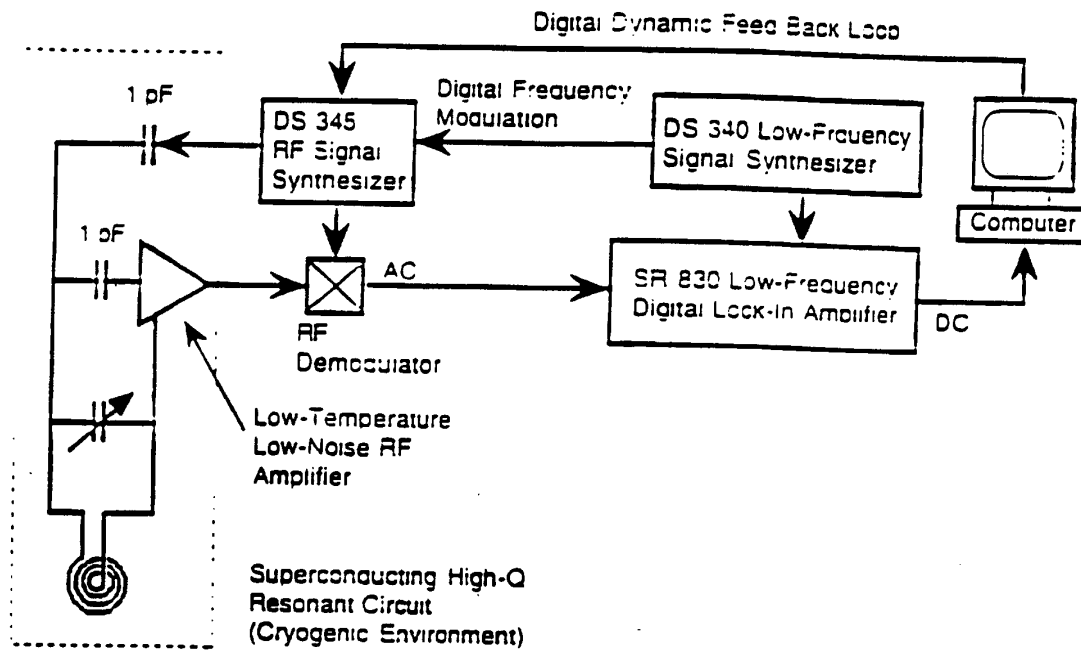 Digital Dynamic Feed Back Loop
1 pF
DS 345
RF Signal
Synthesizer
Digital Frequency
Modulation
DS 340 Low-Frquency
Signal Synthesizer
Computer
1 pF
AC
SR 830 Low-Frequency
Digital Lock-In Amplifier
DC
RF
Demodulator
Low-Temperature
Low-Noise RF
Amplifier
Superconducting High-Q
Resonant Circuit
(Cryogenic Environment)